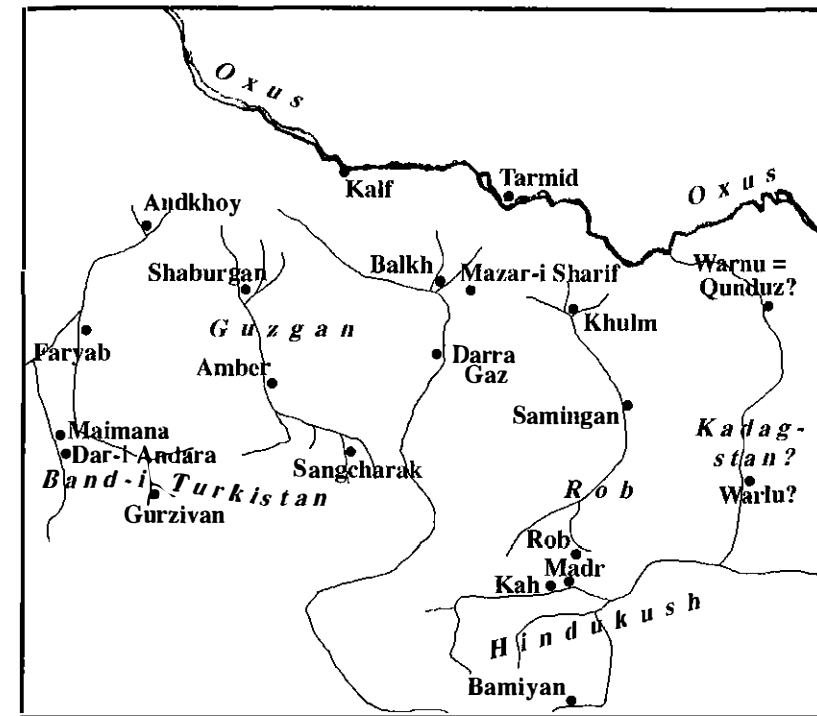 Oxus
Kalf
Tarmid
Oxus
Andkhoy
Shaburgan
Balkh
Mazar-i Sharif
Warnu =
Qunduz?
Guzgan
Khulm
Faryab
Amber
Darra
Gaz
Samingan
Maimana
Dar-i Andara
Kadag-
stan?
Sangcharak
Band-i Turkistan
Gurzivan
Rob
Warlu?
Rob
Madr
Kah
Hindukush
Bamiyan